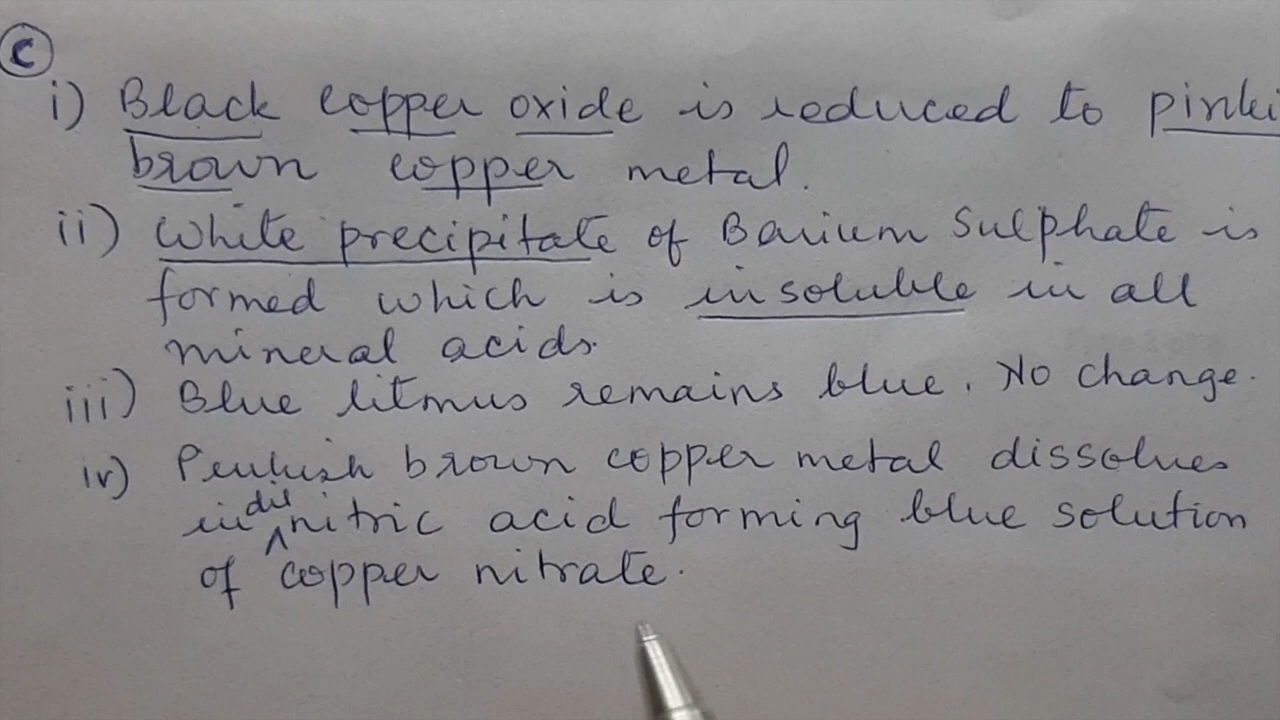 C
i) Black copper oxide is reduced to pinki
brown copper metal.
ii) White precipitate of Barium Sulphate is
formed which is insoluble in all
mineral acids.
iii) Blue litmus remains blue. No change.
iv) Pinkish brown copper metal dissolves
in dil nitric acid forming blue solution
of copper nitrate.